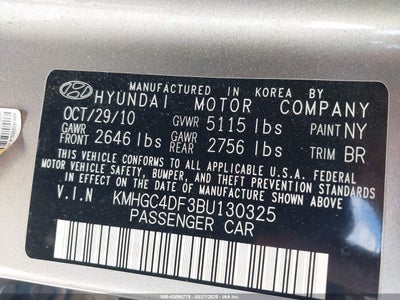 MANUFACTURED IN KOREA BY
HYUNDAI MOTOR COMPANY
OCT/29/10 GVWR 5115 lbs PAINT NY
GAWR FRONT 2646 lbs GAWR REAR 2756 lbs TRIM BR
THIS VEHICLE CONFORMS TO ALL APPLICABLE U.S.A. FEDERAL
MOTOR VEHICLE SAFETY, BUMPER, AND THEFT PREVENTION
STANDARDS IN EFFECT ON THE DATE OF MANUFACTURE SHOWN ABOVE.
V.I.N KMHGC4DF3BU130325
PASSENGER CAR